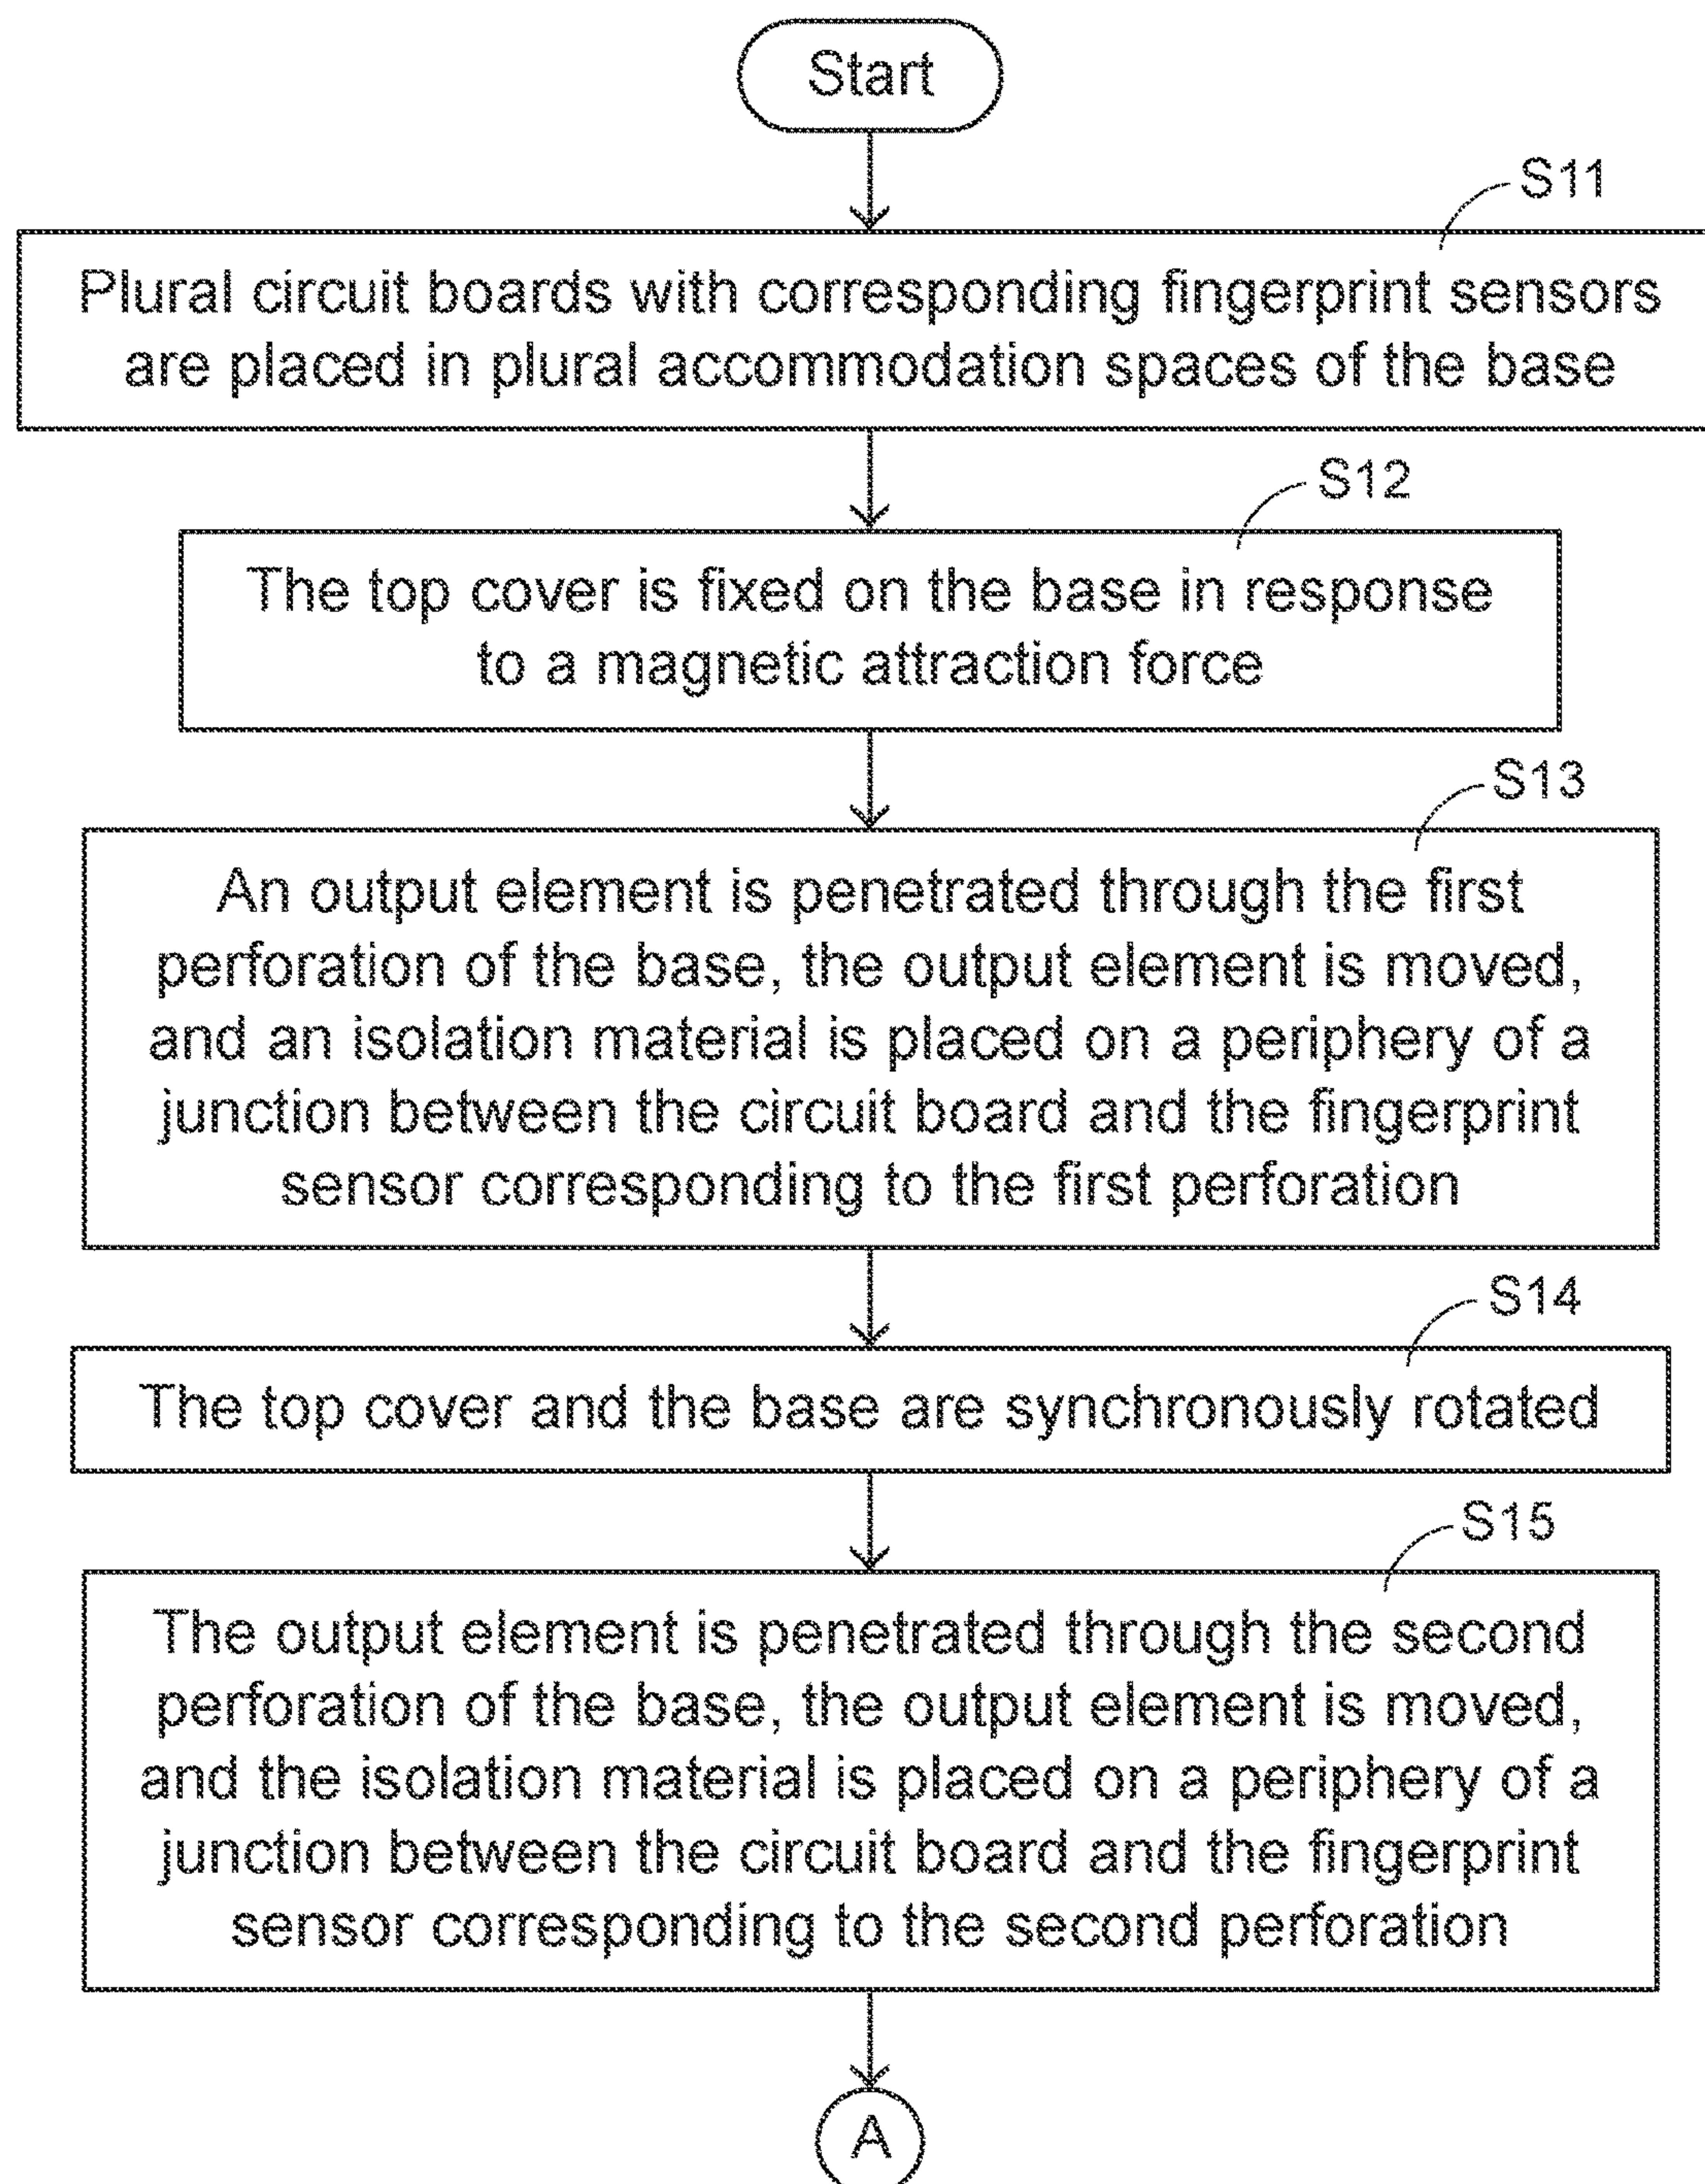 Start
S11
Plural circuit boards with corresponding fingerprint sensors
are placed in plural accommodation spaces of the base
S12
The top cover is fixed on the base in response
to a magnetic attraction force
S13
An output element is penetrated through the first
perforation of the base, the output element is moved,
and an isolation material is placed on a periphery of a
junction between the circuit board and the fingerprint
sensor corresponding to the first perforation
S14
The top cover and the base are synchronously rotated
S15
The output element is penetrated through the second
perforation of the base, the output element is moved,
and the isolation material is placed on a periphery of a
junction between the circuit board and the fingerprint
sensor corresponding to the second perforation
A